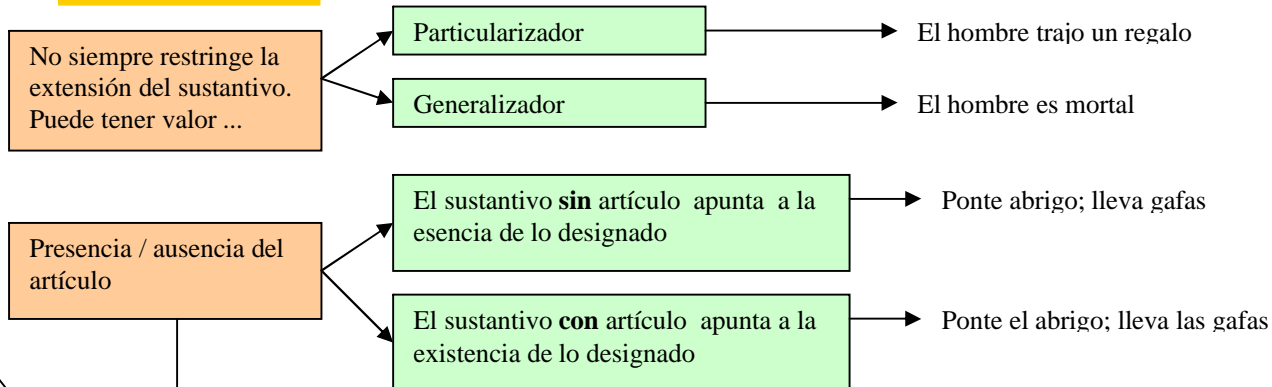 No siempre restringe la
extensión del sustantivo.
Puede tener valor ...
Particularizador
El hombre trajo un regalo
Generalizador
El hombre es mortal
Presencia / ausencia del
artículo
El sustantivo sin artículo apunta a la
esencia de lo designado
Ponte abrigo; lleva gafas
El sustantivo con artículo apunta a la
existencia de lo designado
Ponte el abrigo; lleva las gafas